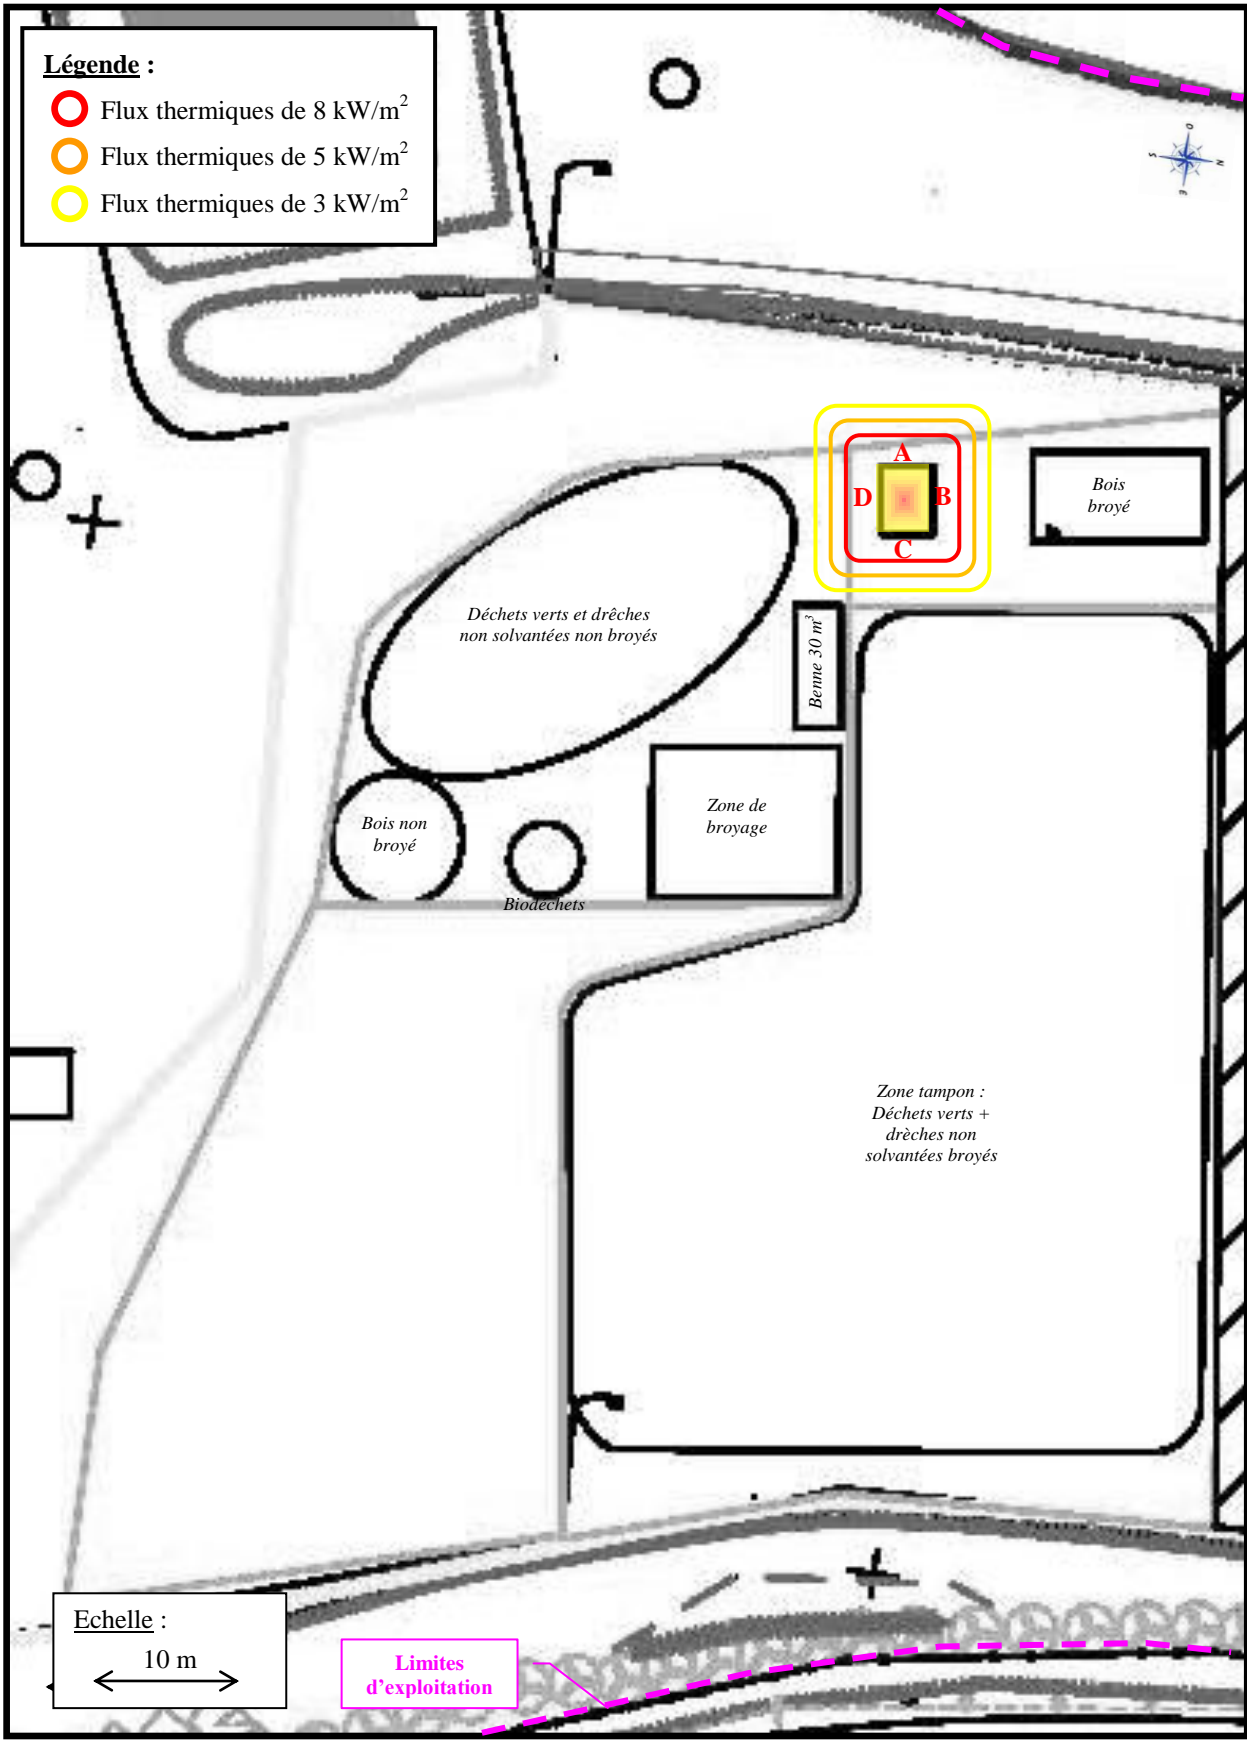 Légende :
Flux thermiques de 8 kW/m²
Flux thermiques de 5 kW/m²
Flux thermiques de 3 kW/m²
O
S
N
E
A
D
B
C
Bois
broyé
Déchets verts et drêches
non solvantées non broyés
Benne 30 m³
Bois non
broyé
Zone de
broyage
Biodéchets
Zone tampon :
Déchets verts +
drèches non
solvantées broyés
Echelle :
10 m
Limites
d'exploitation